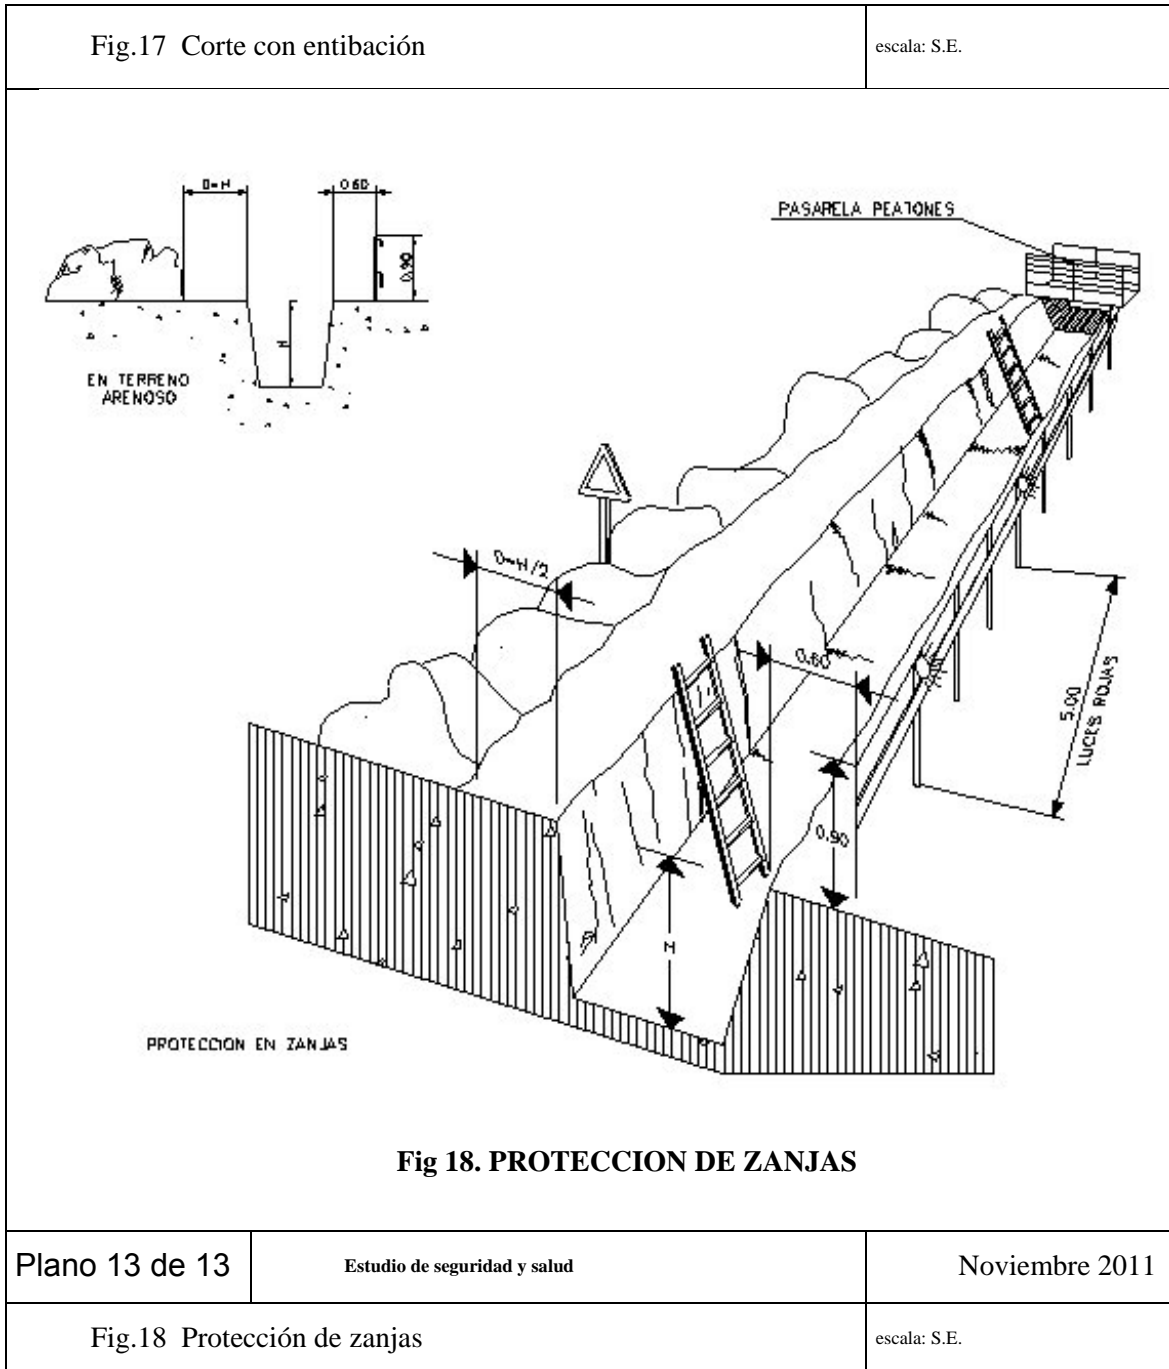 Fig.17 Corte con entibación
escala: S.E.
D=H
0.60
0.90
H
EN TERRENO
ARENOSO
PASARELA PEATONES
D=H/2
0.60
5.00
LUCES ROJAS
0.90
H
PROTECCION EN ZANJAS
Fig 18. PROTECCION DE ZANJAS
Plano 13 de 13
Estudio de seguridad y salud
Noviembre 2011
Fig.18 Protección de zanjas
escala: S.E.